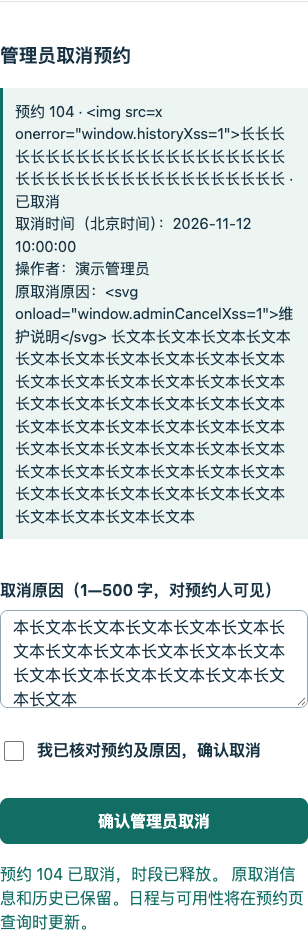 管理员取消预约
预约 104 · <img src=x
onerror="window.historyXss=1">长长长
长长长长长长长长长长长长长长长长长长
长长长长长长长长长长长长长长长长长长 ·
已取消
取消时间（北京时间）：2026-11-12
10:00:00
操作者：演示管理员
原取消原因：<svg
onload="window.adminCancelXss=1">维
护说明</svg> 长文本长文本长文本长文本
长文本长文本长文本长文本长文本长文本
长文本长文本长文本长文本长文本长文本
长文本长文本长文本长文本长文本长文本
长文本长文本长文本长文本长文本长文本
长文本长文本长文本长文本长文本长文本
长文本长文本长文本长文本长文本长文本
长文本长文本长文本长文本长文本长文本
长文本长文本长文本长文本
取消原因（1—500 字，对预约人可见）
本长文本长文本长文本长文本长文本长
文本长文本长文本长文本长文本长文本
长文本长文本长文本长文本长文本长文
本长文本
我已核对预约及原因，确认取消
确认管理员取消
预约 104 已取消，时段已释放。 原取消信
息和历史已保留。日程与可用性将在预约页
查询时更新。